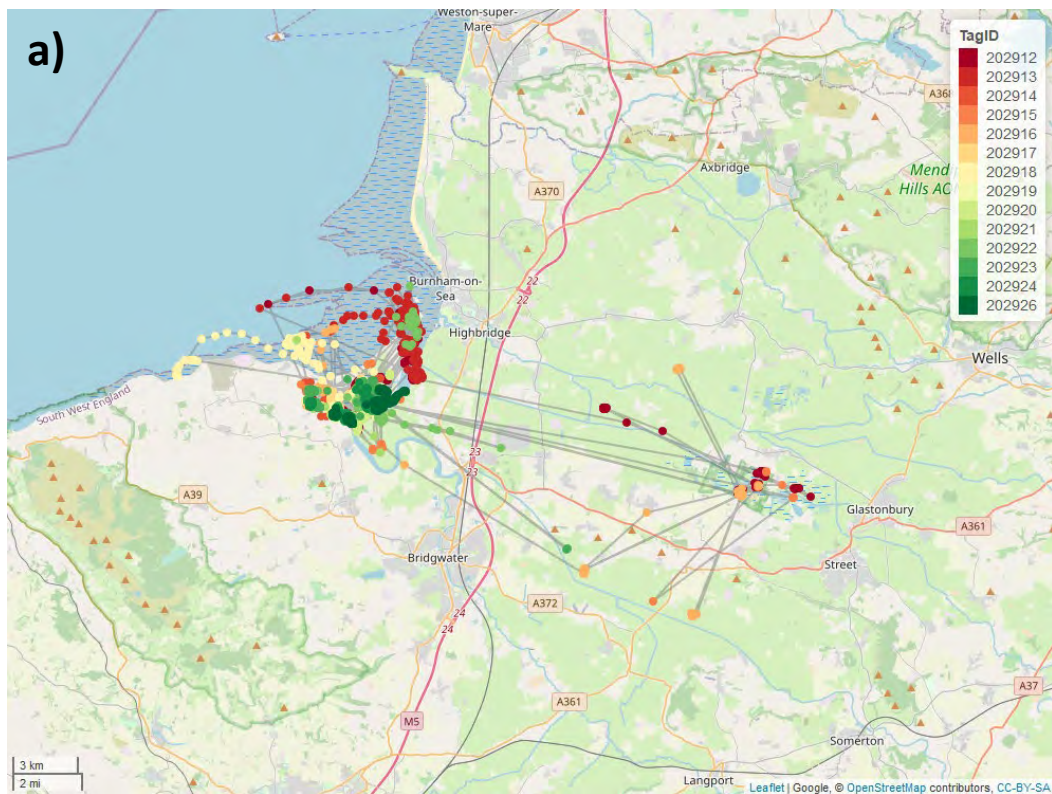 a)
Weston-super-
Mare
TagID
202912
202913
202914
202915
202916
202917
202918
202919
202920
202921
202922
202923
202924
202926
A368
Axbridge
Mend
Hills AO
A370
22
22
Burnham-on-
Sea
Highbridge
Wells
South West England
23
23
A39
Glastonbury
A361
Bridgwater
Street
A372
24
24
A37
A361
M5
Somerton
3 km
2 mi
Langport
Leaflet | Google, © OpenStreetMap contributors, CC-BY-SA